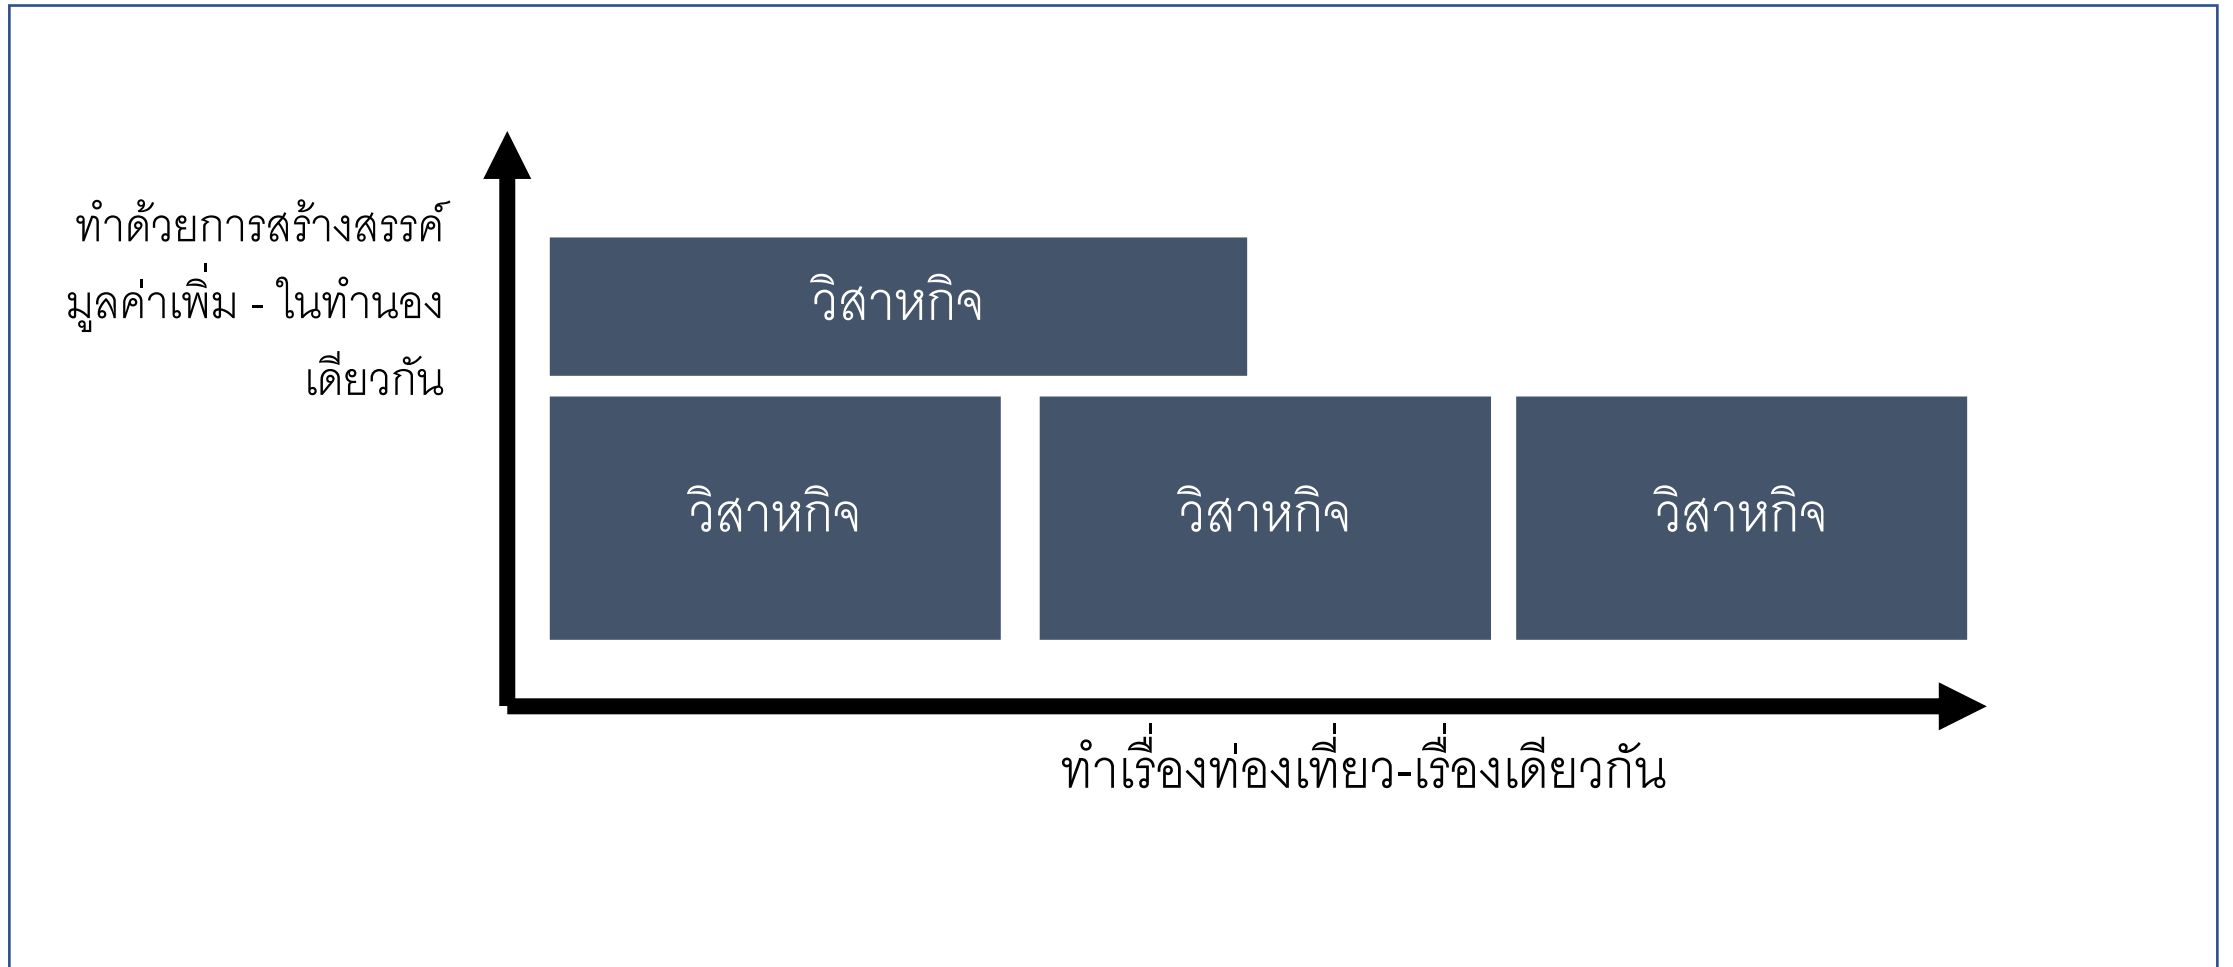 ทำด้วยการสร้างสรรค์
มูลค่าเพิ่ม - ในทำนอง
เดียวกัน
วิสาหกิจ
วิสาหกิจ
วิสาหกิจ
วิสาหกิจ
ทำเรื่องท่องเที่ยว-เรื่องเดียวกัน